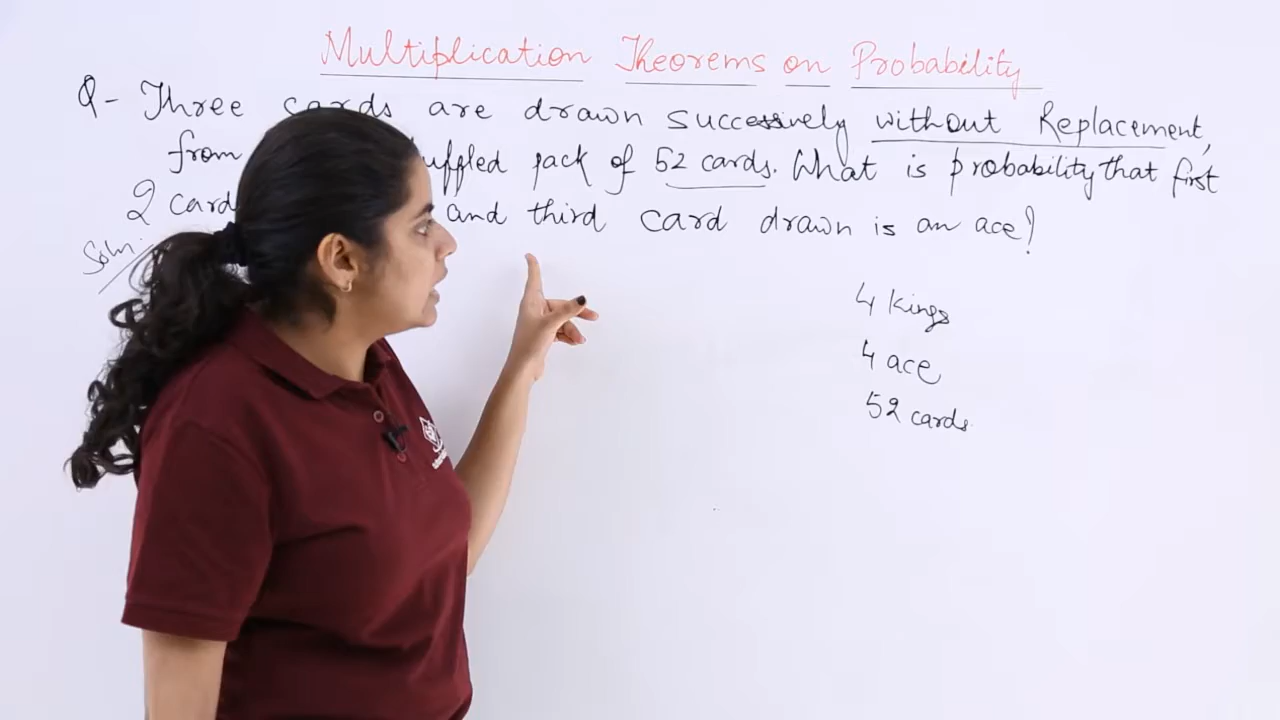 Multiplication Theorems on Probability
Q- Three cards are drawn successively without Replacement,
from uffled pack of 52 cards. What is probability that first
2 card and third card drawn is an ace?
Soln.
4 kings
4 ace
52 cards.